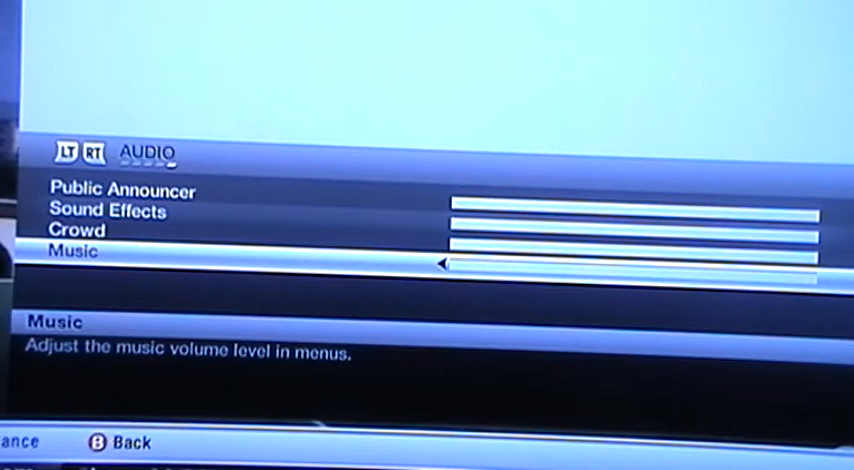 LT RT AUDIO
Public Announcer
Sound Effects
Crowd
Music
Music
Adjust the music volume level in menus.
ance B Back